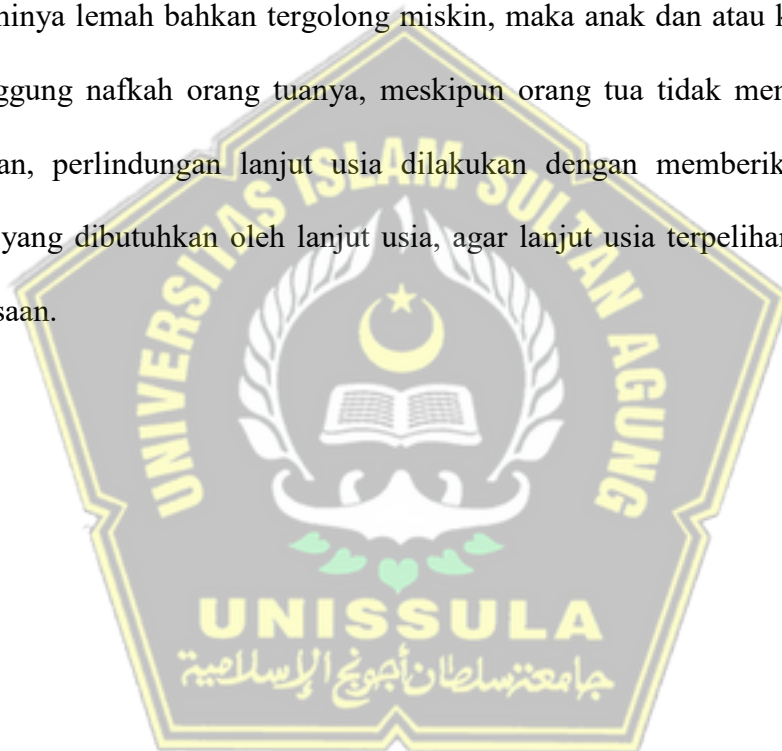 ninya lemah bahkan tergolong miskin, maka anak dan atau k
ggung nafkah orang tuanya, meskipun orang tua tidak mer
an, perlindungan lanjut usia dilakukan dengan memberik
yang dibutuhkan oleh lanjut usia, agar lanjut usia terpelihar
saan.
UNIVERSITAS ISLAM SULTAN AGUNG
UNISSULA
جامعة سلطان أجونج الإسلامية